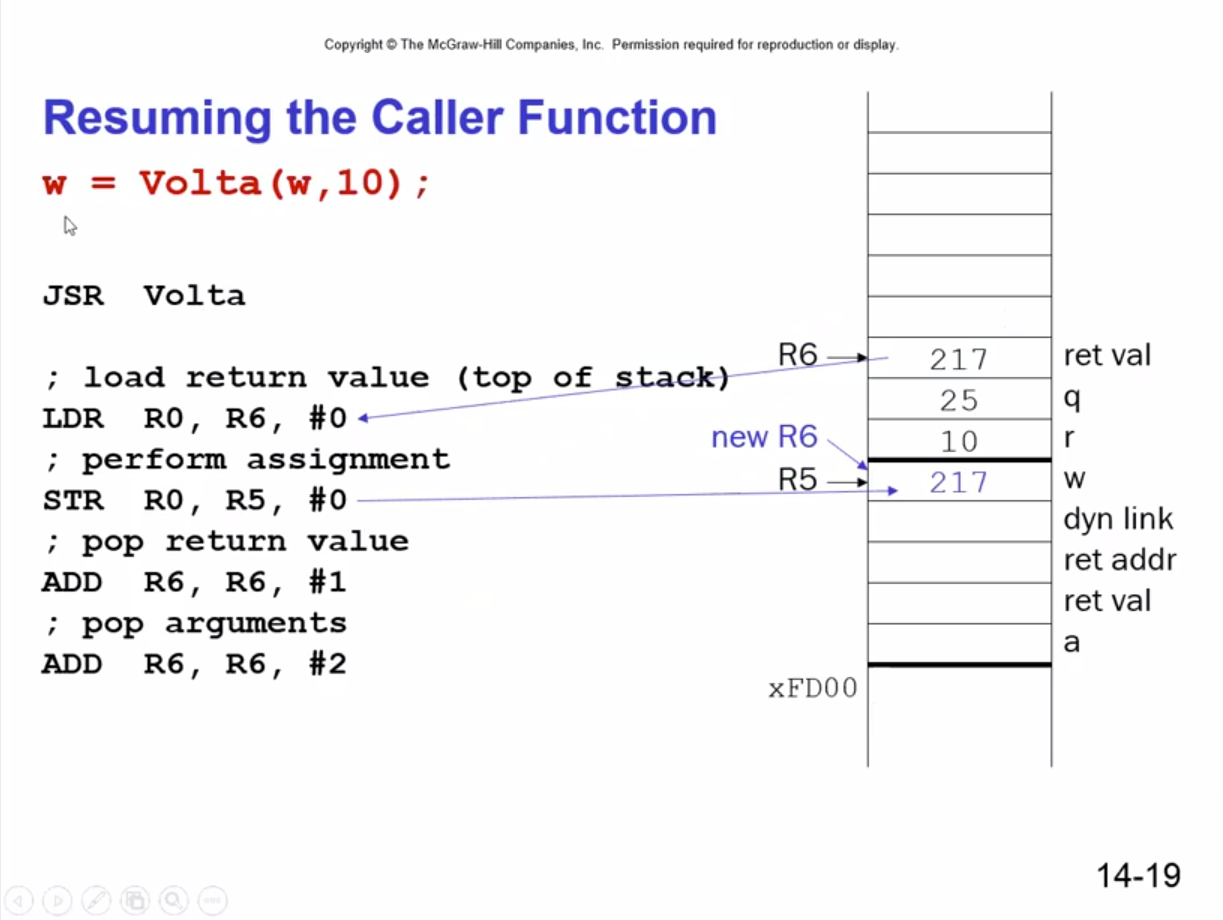 Copyright © The McGraw-Hill Companies, Inc. Permission required for reproduction or display.
Resuming the Caller Function
w = Volta(w,10);
JSR Volta
; load return value (top of stack)
LDR R0, R6, #0
; perform assignment
STR R0, R5, #0
; pop return value
ADD R6, R6, #1
; pop arguments
ADD R6, R6, #2
R6 217 ret val
25 q
new R6 10 r
R5 217 w
dyn link
ret addr
ret val
a
xFD00
14-19